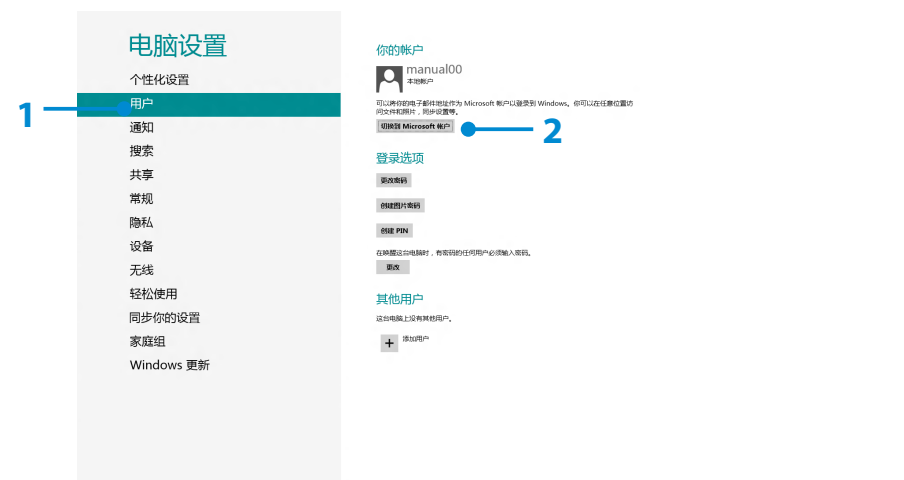 电脑设置
个性化设置
用户
通知
搜索
共享
常规
隐私
设备
无线
轻松使用
同步你的设置
家庭组
Windows 更新
1
你的帐户
manual00
本地帐户
可以将你的电子邮件地址作为 Microsoft 帐户以登录到 Windows。你可以在任意位置访
问文件和照片，同步设置等。
切换到 Microsoft 帐户
2
登录选项
更改密码
创建图片密码
创建 PIN
在唤醒这台电脑时，有密码的任何用户必须输入密码。
更改
其他用户
这台电脑上没有其他用户。
+ 添加用户